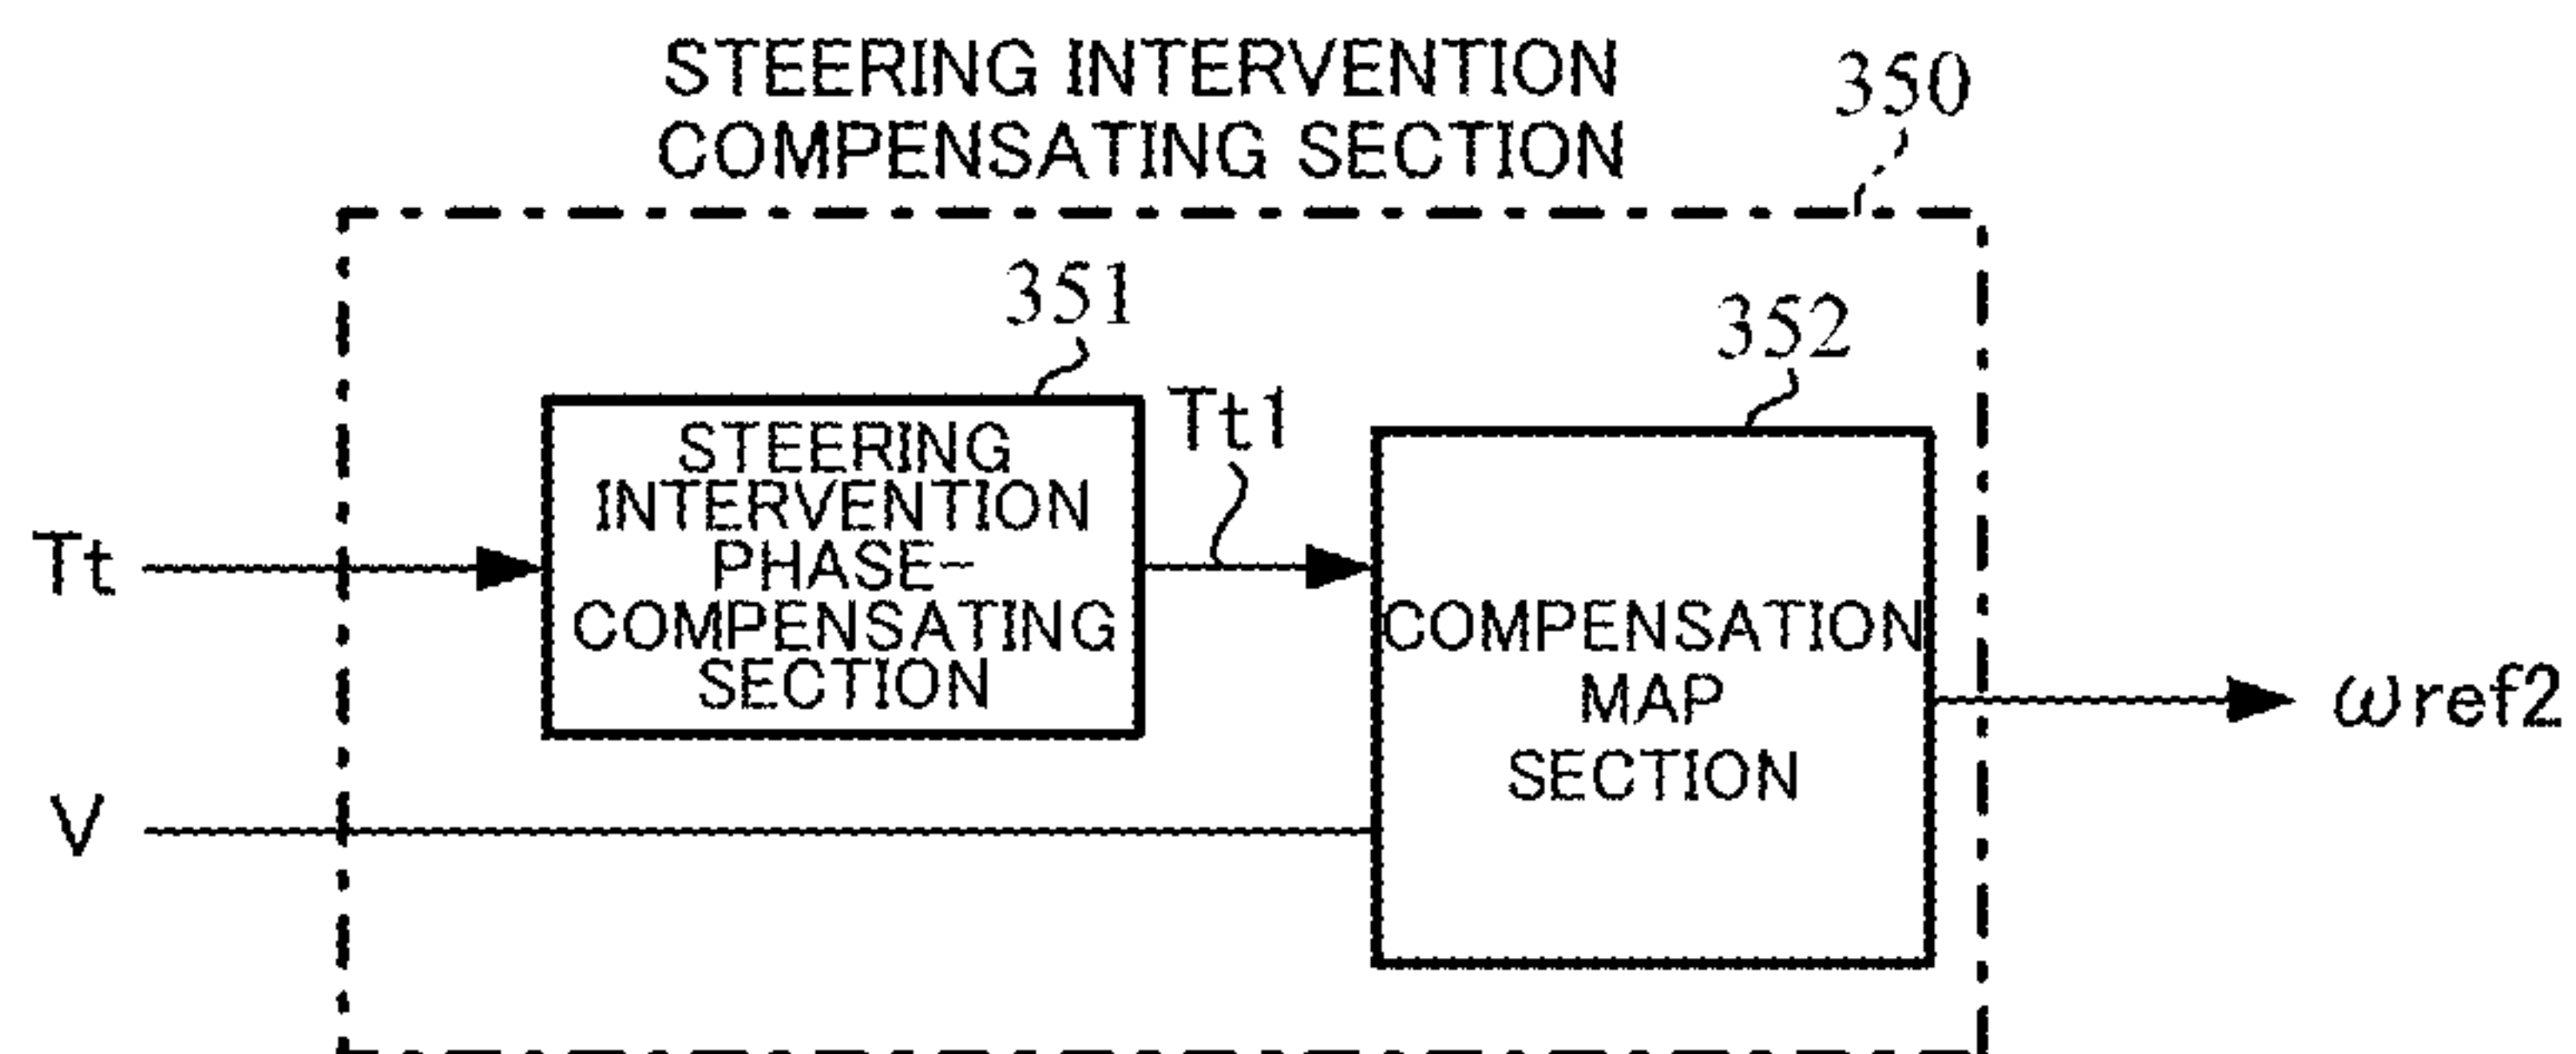 STEERING INTERVENTION
COMPENSATING SECTION
350
351
352
Tt1
STEERING
INTERVENTION
PHASE-
COMPENSATING
SECTION
Tt
COMPENSATION
MAP
SECTION
ωref2
V